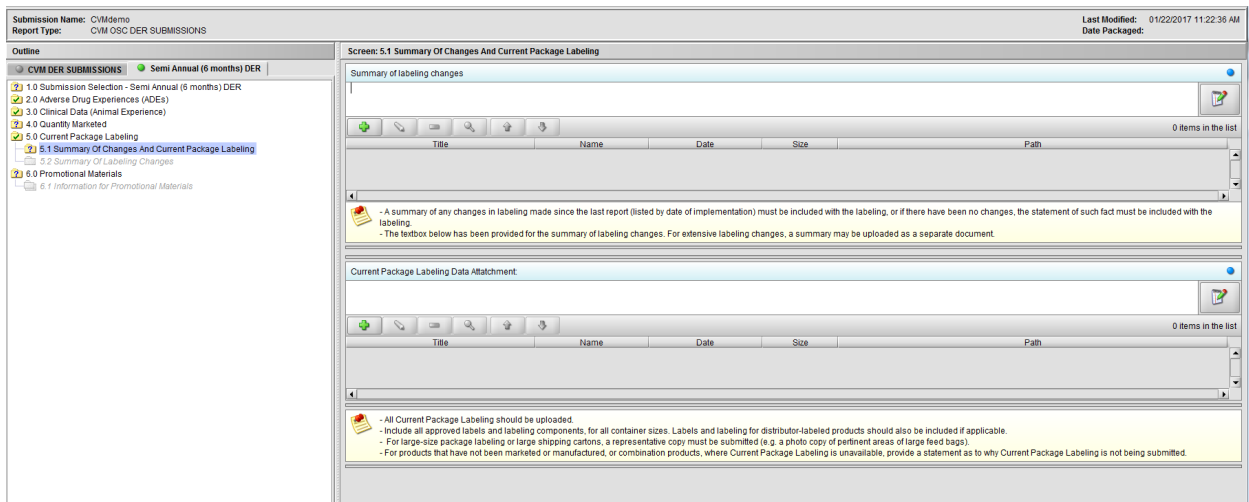 Submission Name: CVMdemo
Last Modified: 01/22/2017 11:22:36 AM
Report Type: CVM OSC DER SUBMISSIONS
Date Packaged:
Outline
CVM DER SUBMISSIONS
Semi Annual (6 months) DER
1.0 Submission Selection - Semi Annual (6 months) DER
2.0 Adverse Drug Experiences (ADEs)
3.0 Clinical Data (Animal Experience)
4.0 Quantity Marketed
5.0 Current Package Labeling
5.1 Summary Of Changes And Current Package Labeling
5.2 Summary Of Labeling Changes
6.0 Promotional Materials
6.1 Information for Promotional Materials
Screen: 5.1 Summary Of Changes And Current Package Labeling
Summary of labeling changes
0 items in the list
Title Name Date Size Path
- A summary of any changes in labeling made since the last report (listed by date of implementation) must be included with the labeling, or if there have been no changes, the statement of such fact must be included with the
labeling.
- The textbox below has been provided for the summary of labeling changes. For extensive labeling changes, a summary may be uploaded as a separate document.
Current Package Labeling Data Attatchment:
0 items in the list
Title Name Date Size Path
- All Current Package Labeling should be uploaded.
- Include all approved labels and labeling components, for all container sizes. Labels and labeling for distributor-labeled products should also be included if applicable.
- For large-size package labeling or large shipping cartons, a representative copy must be submitted (e.g. a photo copy of pertinent areas of large feed bags).
- For products that have not been marketed or manufactured, or combination products, where Current Package Labeling is unavailable, provide a statement as to why Current Package Labeling is not being submitted.